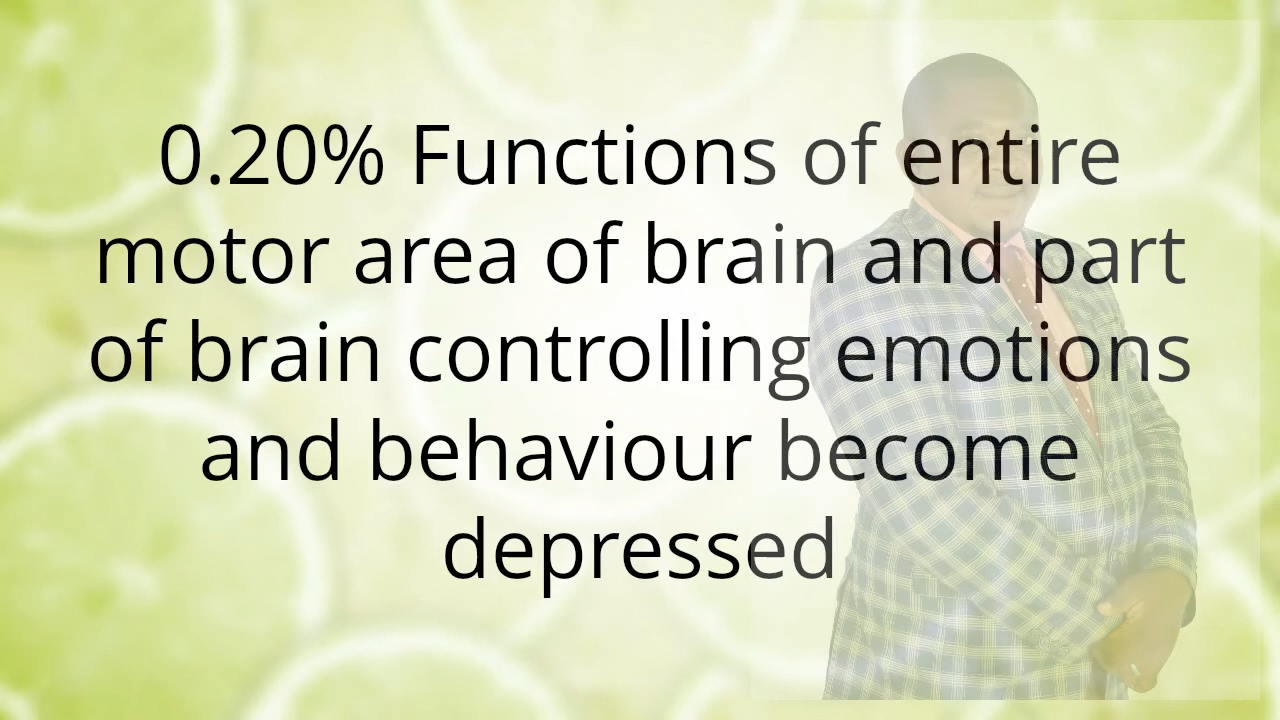 0.20% Functions of entire
motor area of brain and part
of brain controlling emotions
and behaviour become
depressed